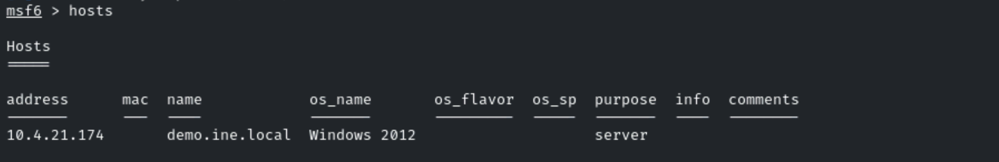 msf6 > hosts
Hosts
=====
address mac name os_name os_flavor os_sp purpose info comments
------- --- ---- ------- --------- ----- ------- ---- --------
10.4.21.174 demo.ine.local Windows 2012 server